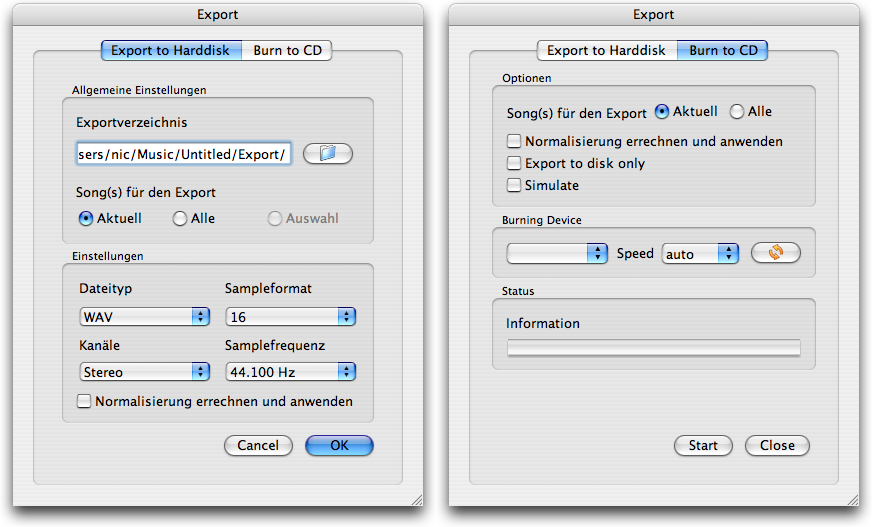 Export
Export to Harddisk Burn to CD
Allgemeine Einstellungen
Exportverzeichnis
sers/nic/Music/Untitled/Export/
Song(s) für den Export
Aktuell Alle Auswahl
Einstellungen
Dateityp Sampleformat
WAV 16
Kanäle Samplefrequenz
Stereo 44.100 Hz
Normalisierung errechnen und anwenden
Cancel OK
Export
Export to Harddisk Burn to CD
Optionen
Song(s) für den Export Aktuell Alle
Normalisierung errechnen und anwenden
Export to disk only
Simulate
Burning Device
Speed auto
Status
Information
Start Close